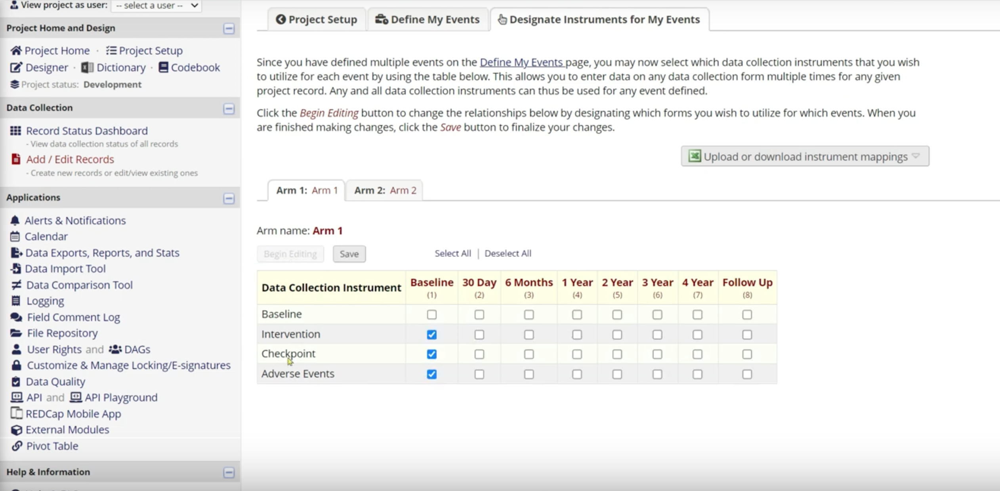 View project as user: -- select a user --
Project Home and Design
Project Home · Project Setup
Designer · Dictionary · Codebook
Project status: Development
Data Collection
Record Status Dashboard
- View data collection status of all records
Add / Edit Records
- Create new records or edit/view existing ones
Applications
Alerts & Notifications
Calendar
Data Exports, Reports, and Stats
Data Import Tool
Data Comparison Tool
Logging
Field Comment Log
File Repository
User Rights and DAGs
Customize & Manage Locking/E-signatures
Data Quality
API and API Playground
REDCap Mobile App
External Modules
Pivot Table
Help & Information
Project Setup Define My Events Designate Instruments for My Events
Since you have defined multiple events on the Define My Events page, you may now select which data collection instruments that you wish
to utilize for each event by using the table below. This allows you to enter data on any data collection form multiple times for any given
project record. Any and all data collection instruments can thus be used for any event defined.
Click the Begin Editing button to change the relationships below by designating which forms you wish to utilize for which events. When you
are finished making changes, click the Save button to finalize your changes.
Upload or download instrument mappings
Arm 1: Arm 1 Arm 2: Arm 2
Arm name: Arm 1
Begin Editing Save Select All | Deselect All
Data Collection Instrument Baseline 30 Day 6 Months 1 Year 2 Year 3 Year 4 Year Follow Up
(1) (2) (3) (4) (5) (6) (7) (8)
Baseline
Intervention
Checkpoint
Adverse Events